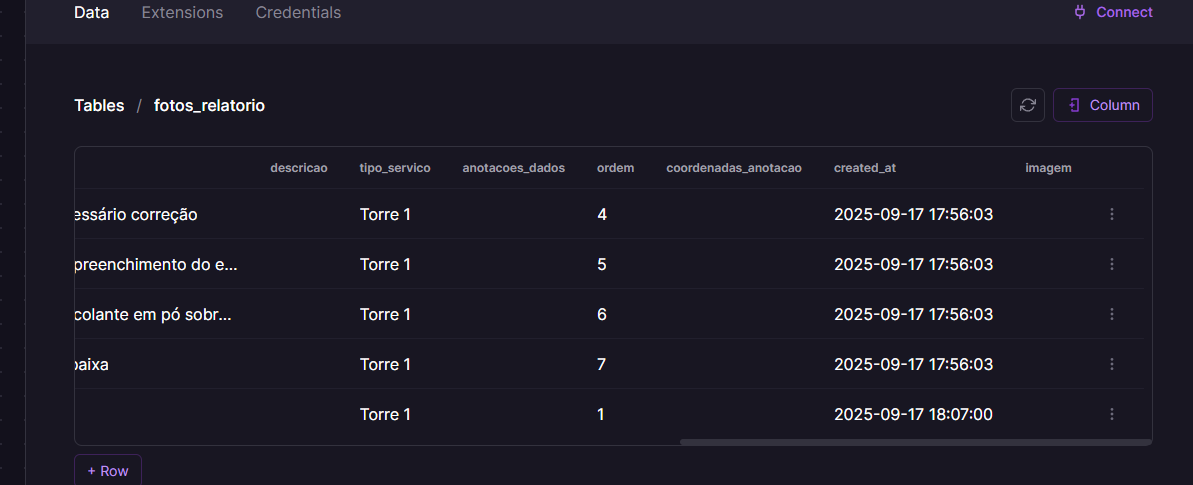 Data Extensions Credentials Connect
Tables / fotos_relatorio Column
descricao tipo_servico anotacoes_dados ordem coordenadas_anotacao created_at imagem
essário correção Torre 1 4 2025-09-17 17:56:03
preenchimento do e... Torre 1 5 2025-09-17 17:56:03
colante em pó sobr... Torre 1 6 2025-09-17 17:56:03
baixa Torre 1 7 2025-09-17 17:56:03
Torre 1 1 2025-09-17 18:07:00
+ Row